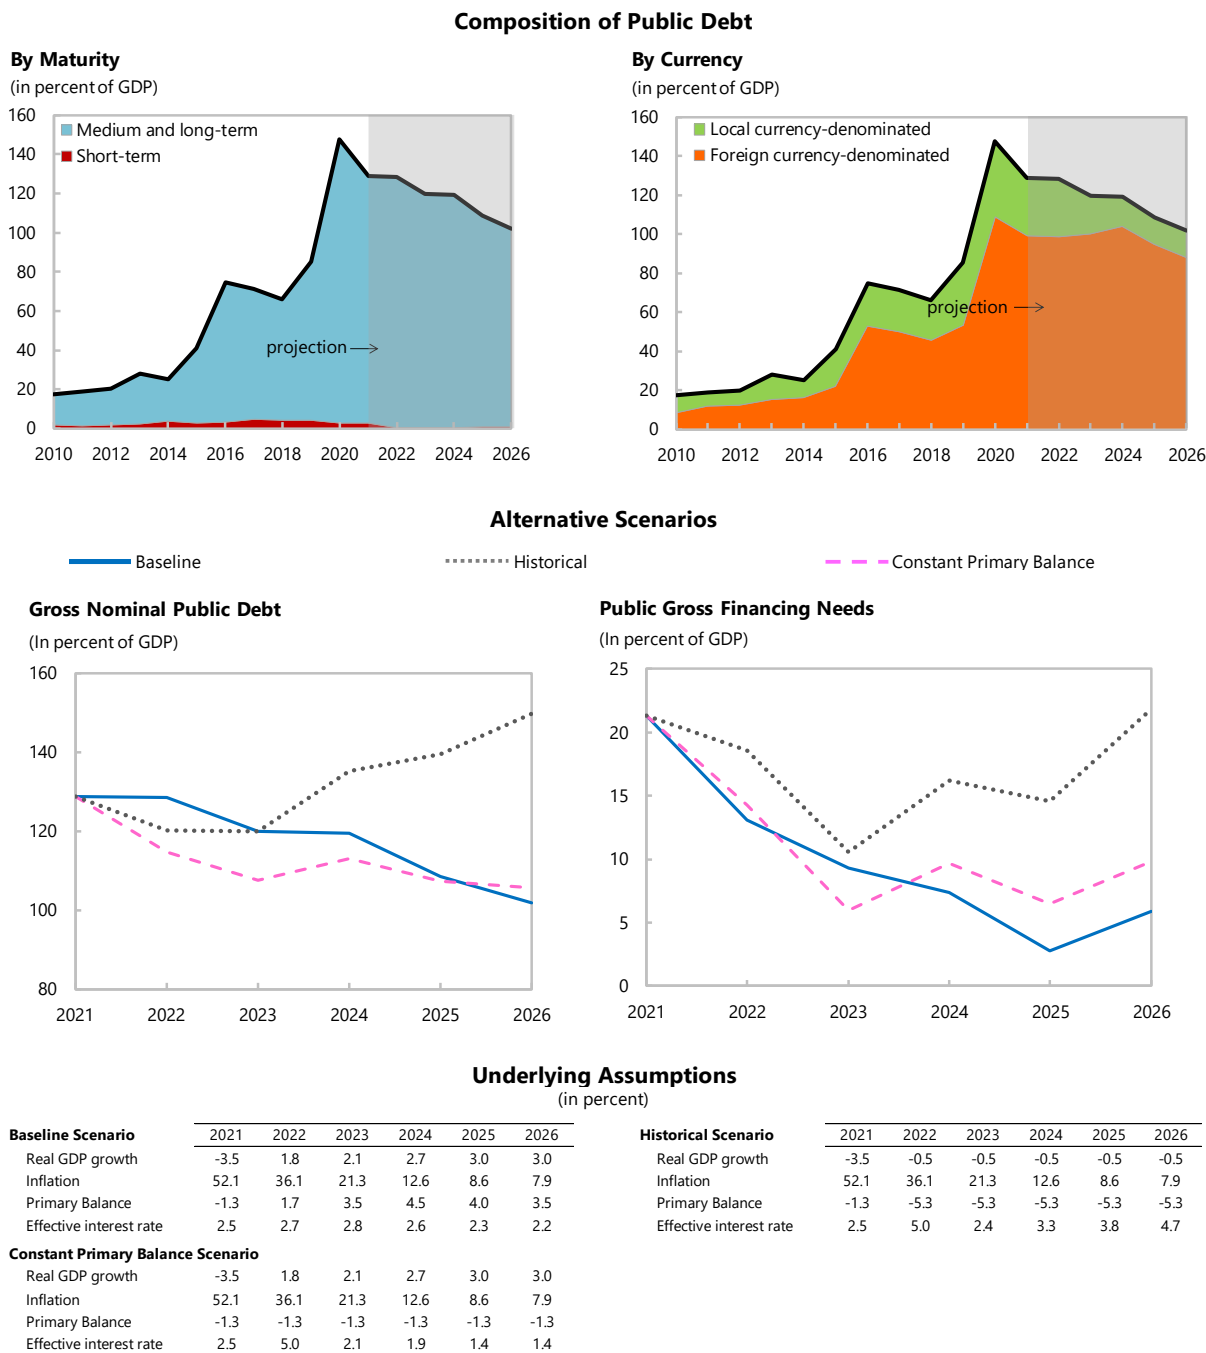 Composition of Public Debt
By Maturity
(in percent of GDP)
160
140
120
100
80
60
40
20
0
Medium and long-term
Short-term
projection
2010 2012 2014 2016 2018 2020 2022 2024 2026
By Currency
(in percent of GDP)
160
140
120
100
80
60
40
20
0
Local currency-denominated
Foreign currency-denominated
projection
2010 2012 2014 2016 2018 2020 2022 2024 2026
Alternative Scenarios
Baseline Historical Constant Primary Balance
Gross Nominal Public Debt
(In percent of GDP)
160
140
120
100
80
2021 2022 2023 2024 2025 2026
Public Gross Financing Needs
(In percent of GDP)
25
20
15
10
5
0
2021 2022 2023 2024 2025 2026
Underlying Assumptions
(in percent)
Baseline Scenario 2021 2022 2023 2024 2025 2026
Real GDP growth -3.5 1.8 2.1 2.7 3.0 3.0
Inflation 52.1 36.1 21.3 12.6 8.6 7.9
Primary Balance -1.3 1.7 3.5 4.5 4.0 3.5
Effective interest rate 2.5 2.7 2.8 2.6 2.3 2.2
Constant Primary Balance Scenario
Real GDP growth -3.5 1.8 2.1 2.7 3.0 3.0
Inflation 52.1 36.1 21.3 12.6 8.6 7.9
Primary Balance -1.3 -1.3 -1.3 -1.3 -1.3 -1.3
Effective interest rate 2.5 5.0 2.1 1.9 1.4 1.4
Historical Scenario 2021 2022 2023 2024 2025 2026
Real GDP growth -3.5 -0.5 -0.5 -0.5 -0.5 -0.5
Inflation 52.1 36.1 21.3 12.6 8.6 7.9
Primary Balance -1.3 -5.3 -5.3 -5.3 -5.3 -5.3
Effective interest rate 2.5 5.0 2.4 3.3 3.8 4.7